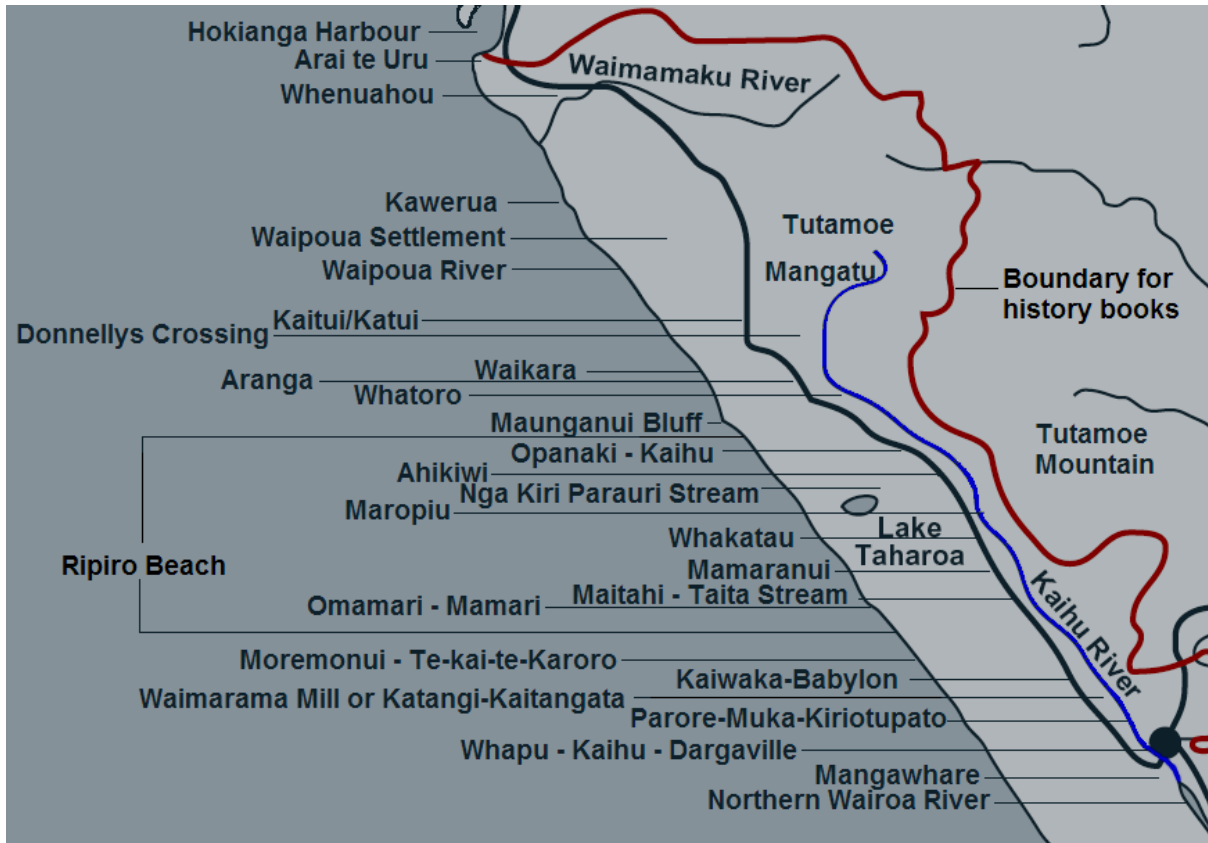 Hokianga Harbour
Arai te Uru
Waimamaku River
Whenuahou
Kawerua
Tutamoe
Waipoua Settlement
Waipoua River
Mangatu
Boundary for
history books
Kaitui/Katui
Donnellys Crossing
Waikara
Aranga
Whatoro
Maunganui Bluff
Tutamoe
Mountain
Opanaki - Kaihu
Ahikiwi
Nga Kiri Parauri Stream
Maropiu
Lake
Taharoa
Whakatau
Ripiro Beach
Mamaranui
Maitahi - Taita Stream
Omamari - Mamari
Kaihu River
Moremonui - Te-kai-te-Karoro
Kaiwaka-Babylon
Waimarama Mill or Katangi-Kaitangata
Parore-Muka-Kiriotupato
Whapu - Kaihu - Dargaville
Mangawhare
Northern Wairoa River